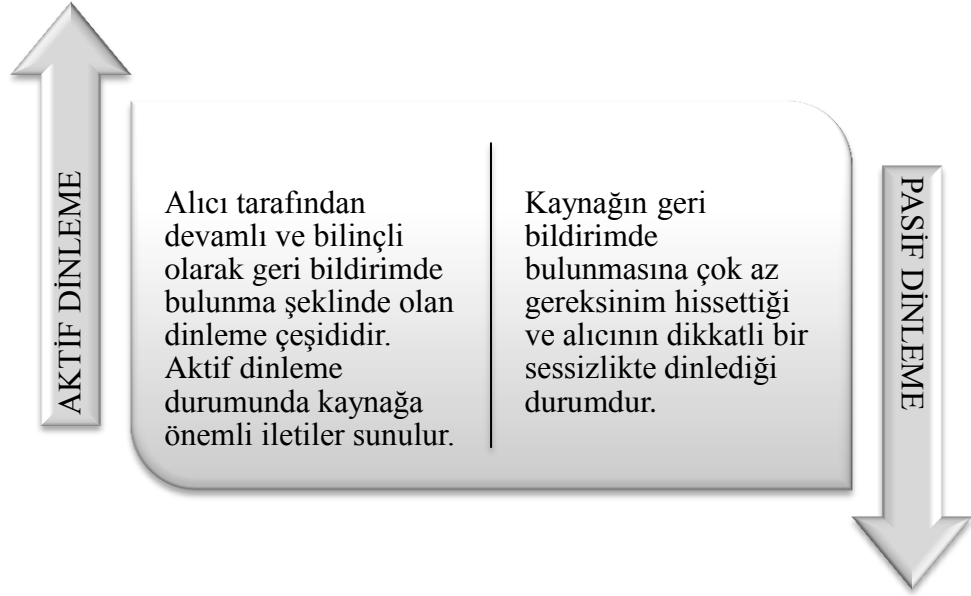 AKTİF DİNLEME
Alıcı tarafından
devamlı ve bilinçli
olarak geri bildirimde
bulunma şeklinde olan
dinleme çeşididir.
Aktif dinleme
durumunda kaynağa
önemli iletiler sunulur.
Kaynağın geri
bildirimde
bulunmasına çok az
gereksinim hissettiği
ve alıcının dikkatli bir
sessizlikte dinlediği
durumdur.
PASİF DİNLEME